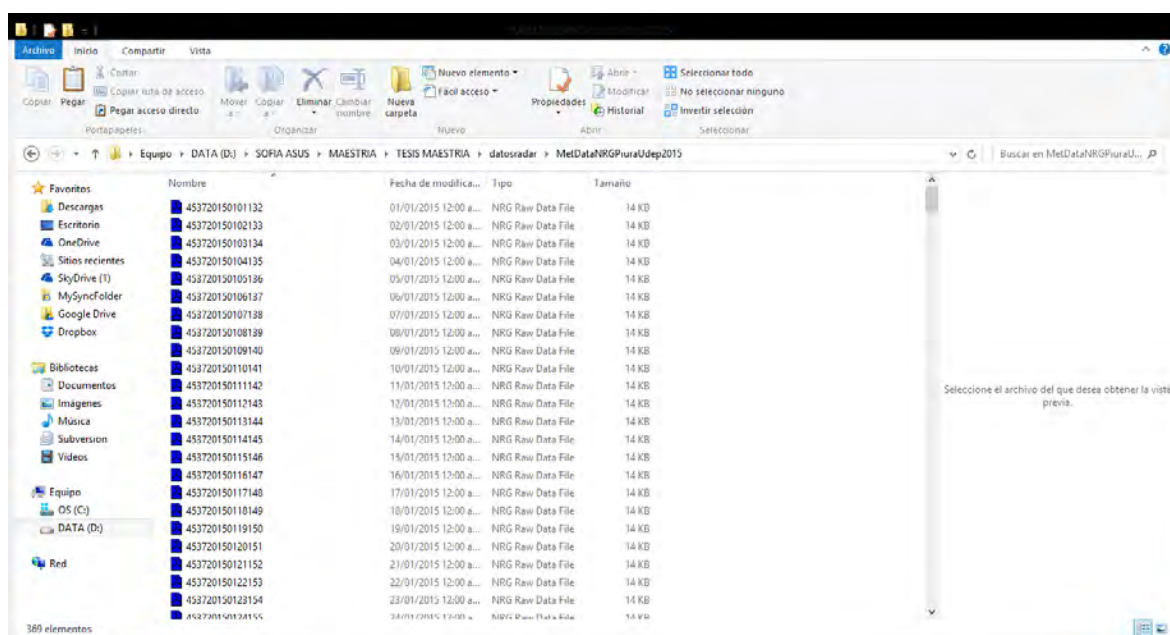 Archivo Inicio Compartir Vista
Copiar Pegar
Cortar
Copiar ruta de acceso
Pegar acceso directo
Mover a Copiar a Eliminar Cambiar nombre
Nueva carpeta
Nuevo elemento
Fácil acceso
Propiedades
Abrir
Modificar
Historial
Seleccionar todo
No seleccionar ninguno
Invertir selección
Portapapeles Organizar Nuevo Abrir Seleccionar
Equipo DATA (D:) SOFIA ASUS MAESTRIA TESIS MAESTRIA datosradar MetDataNRGPiuraUdep2015
Buscar en MetDataNRGPiuraU...
Favoritos
Descargas
Escritorio
OneDrive
Sitios recientes
SkyDrive (1)
MySyncFolder
Google Drive
Dropbox
Bibliotecas
Documentos
Imágenes
Música
Subversion
Vídeos
Equipo
OS (C:)
DATA (D:)
Red
Nombre Fecha de modifica... Tipo Tamaño
453720150101132 01/01/2015 12:00 a... NRG Raw Data File 14 KB
453720150102133 02/01/2015 12:00 a... NRG Raw Data File 14 KB
453720150103134 03/01/2015 12:00 a... NRG Raw Data File 14 KB
453720150104135 04/01/2015 12:00 a... NRG Raw Data File 14 KB
453720150105136 05/01/2015 12:00 a... NRG Raw Data File 14 KB
453720150106137 06/01/2015 12:00 a... NRG Raw Data File 14 KB
453720150107138 07/01/2015 12:00 a... NRG Raw Data File 14 KB
453720150108139 08/01/2015 12:00 a... NRG Raw Data File 14 KB
453720150109140 09/01/2015 12:00 a... NRG Raw Data File 14 KB
453720150110141 10/01/2015 12:00 a... NRG Raw Data File 14 KB
453720150111142 11/01/2015 12:00 a... NRG Raw Data File 14 KB
453720150112143 12/01/2015 12:00 a... NRG Raw Data File 14 KB
453720150113144 13/01/2015 12:00 a... NRG Raw Data File 14 KB
453720150114145 14/01/2015 12:00 a... NRG Raw Data File 14 KB
453720150115146 15/01/2015 12:00 a... NRG Raw Data File 14 KB
453720150116147 16/01/2015 12:00 a... NRG Raw Data File 14 KB
453720150117148 17/01/2015 12:00 a... NRG Raw Data File 14 KB
453720150118149 18/01/2015 12:00 a... NRG Raw Data File 14 KB
453720150119150 19/01/2015 12:00 a... NRG Raw Data File 14 KB
453720150120151 20/01/2015 12:00 a... NRG Raw Data File 14 KB
453720150121152 21/01/2015 12:00 a... NRG Raw Data File 14 KB
453720150122153 22/01/2015 12:00 a... NRG Raw Data File 14 KB
453720150123154 23/01/2015 12:00 a... NRG Raw Data File 14 KB
453720150124155 24/01/2015 12:00 a... NRG Raw Data File 14 KB
Seleccione el archivo del que desea obtener la vista
previa.
369 elementos